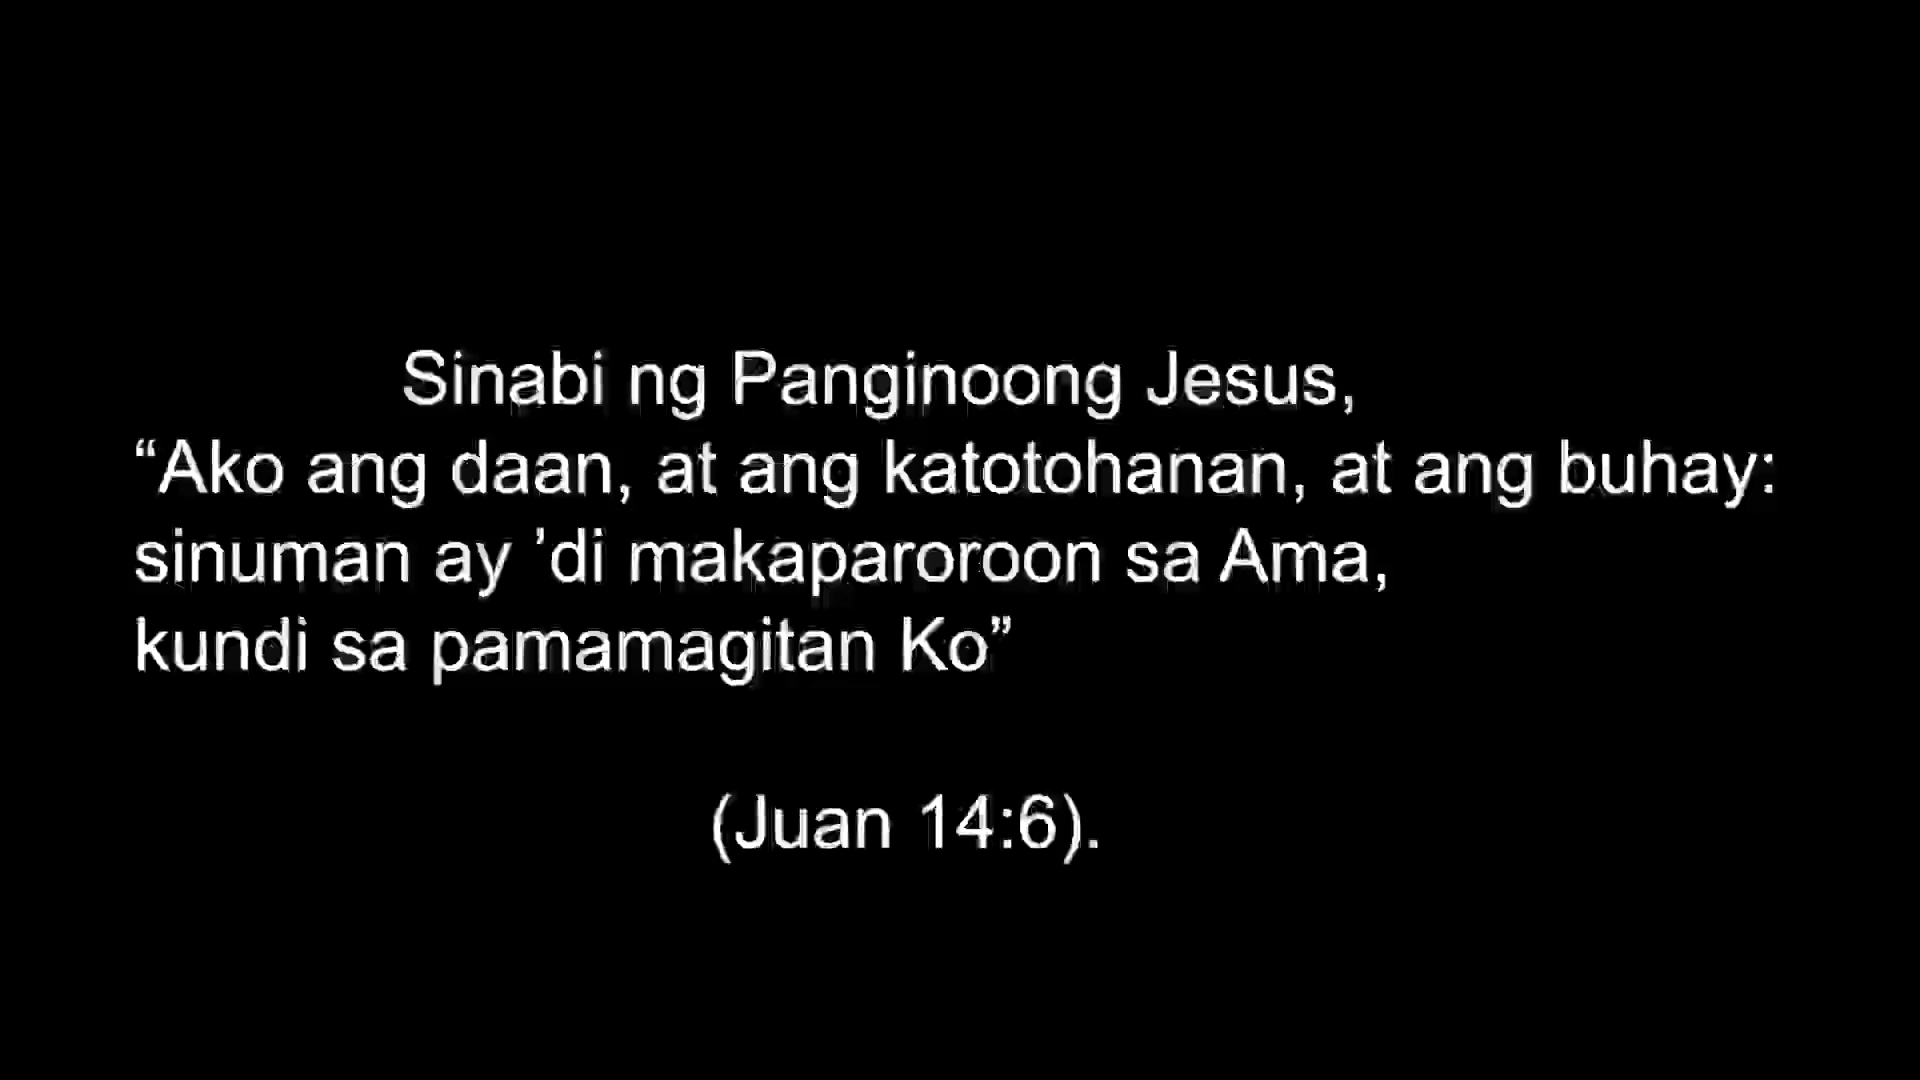 Sinabi ng Panginoong Jesus,
“Ako ang daan, at ang katotohanan, at ang buhay:
sinuman ay ’di makaparoroon sa Ama,
kundi sa pamamagitan Ko”
(Juan 14:6).